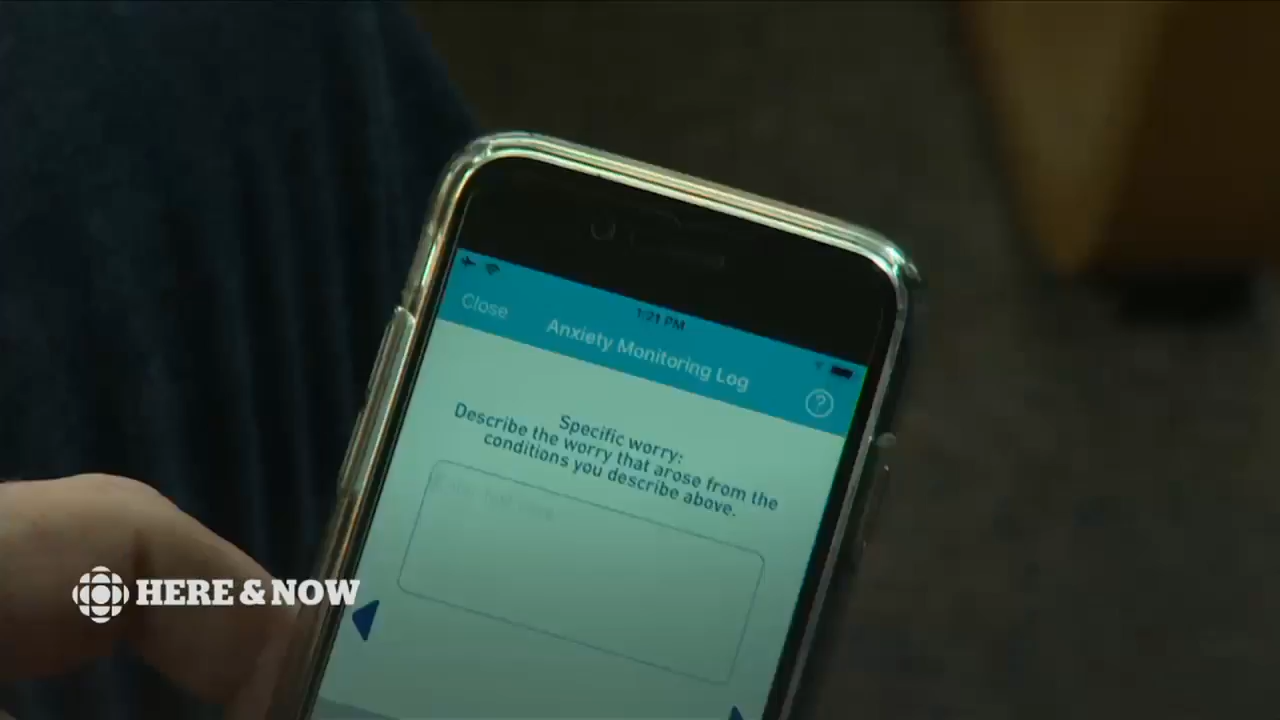 1:21 PM
Close
Anxiety Monitoring Log
?
Specific worry:
Describe the worry that arose from the
conditions you describe above.
HERE & NOW